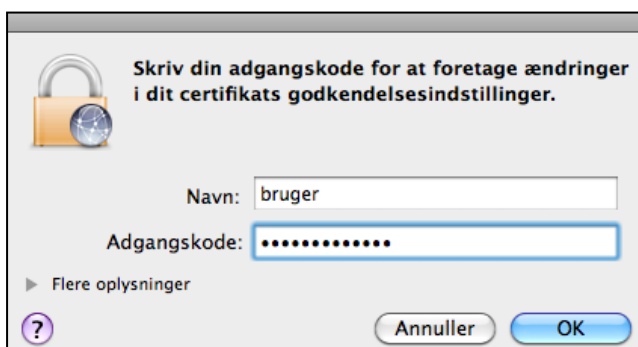 Skriv din adgangskode for at foretage ændringer
i dit certifikats godkendelsesindstillinger.
Navn: bruger
Adgangskode: •••••••••••••
Flere oplysninger
? Annuller OK